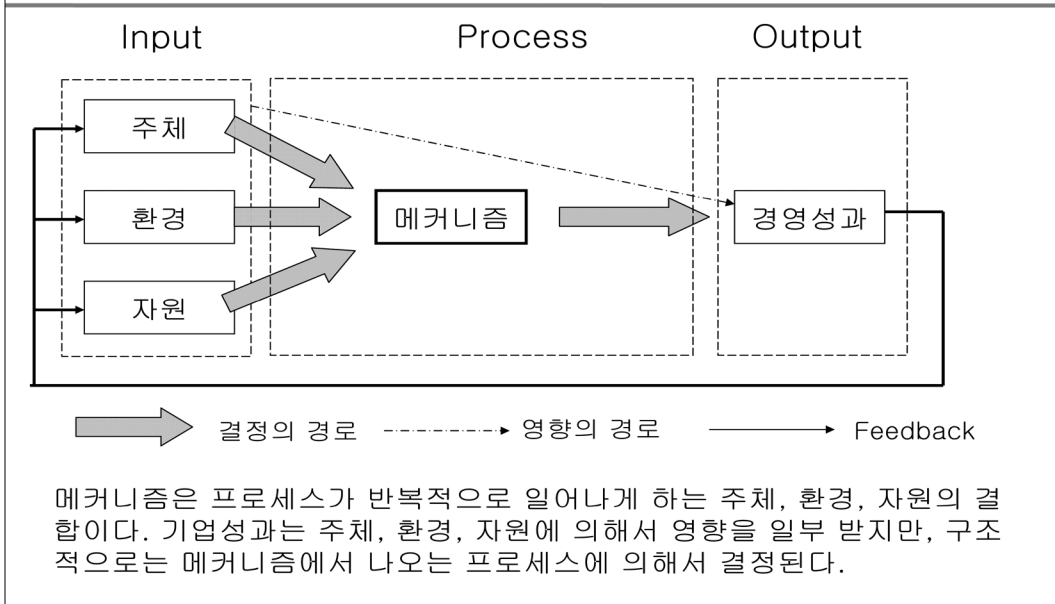 Input
Process
Output
주체
환경
자원
메커니즘
경영성과
결정의 경로
영향의 경로
Feedback
메커니즘은 프로세스가 반복적으로 일어나게 하는 주체, 환경, 자원의 결
합이다. 기업성과는 주체, 환경, 자원에 의해서 영향을 일부 받지만, 구조
적으로는 메커니즘에서 나오는 프로세스에 의해서 결정된다.